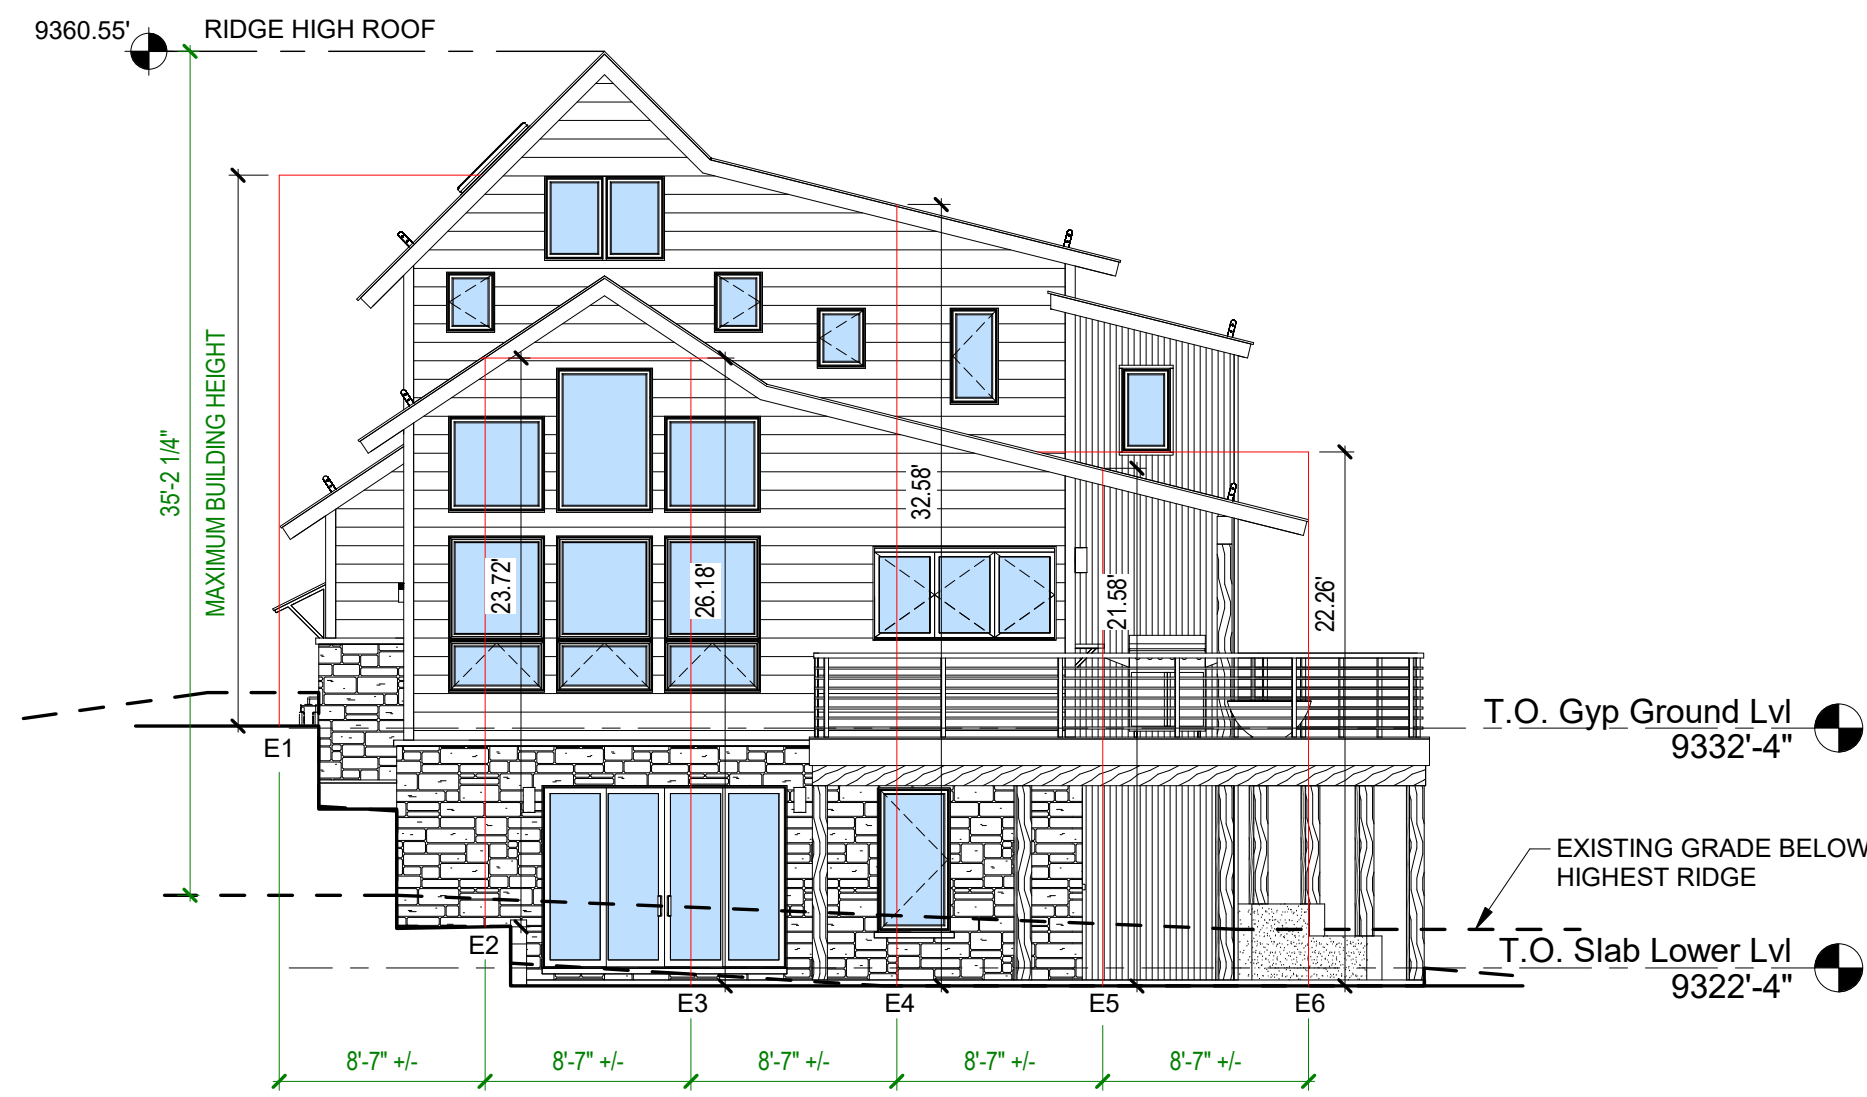 9360.55'
RIDGE HIGH ROOF
35'-2 1/4"
MAXIMUM BUILDING HEIGHT
23.72'
26.18'
32.58'
21.58'
22.26'
T.O. Gyp Ground Lvl
9332'-4"
EXISTING GRADE BELOW
HIGHEST RIDGE
T.O. Slab Lower Lvl
9322'-4"
E1
E2
E3
E4
E5
E6
8'-7" +/-
8'-7" +/-
8'-7" +/-
8'-7" +/-
8'-7" +/-